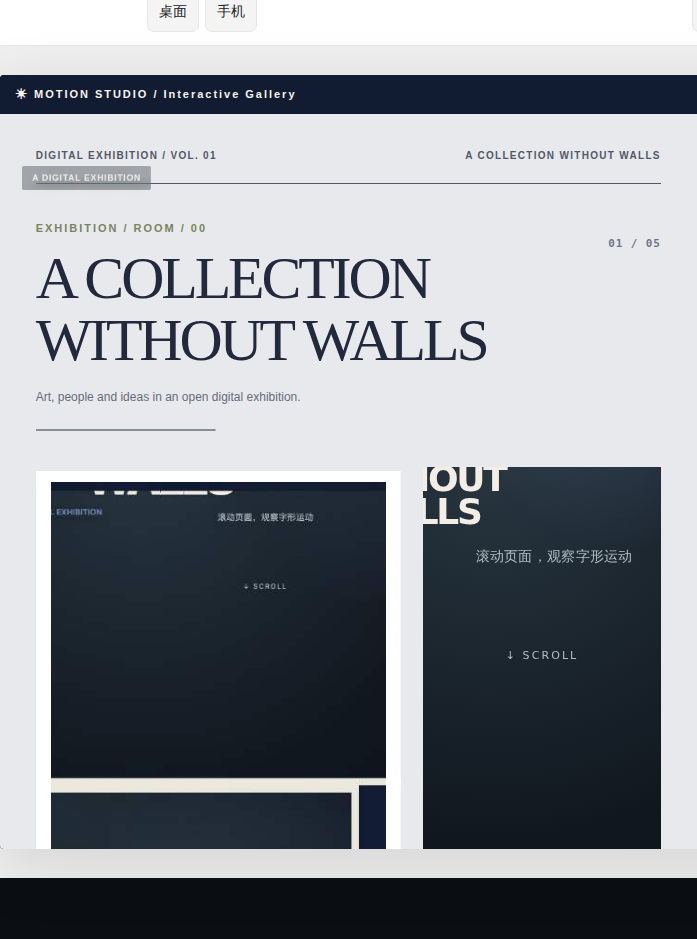 桌面
手机
✷ MOTION STUDIO / Interactive Gallery
DIGITAL EXHIBITION / VOL. 01
A COLLECTION WITHOUT WALLS
A DIGITAL EXHIBITION
EXHIBITION / ROOM / 00
01 / 05
A COLLECTION
WITHOUT WALLS
Art, people and ideas in an open digital exhibition.
WALLS
L EXHIBITION
滚动页面，观察字形运动
↓ SCROLL
HOUT
LLS
滚动页面，观察字形运动
↓ SCROLL